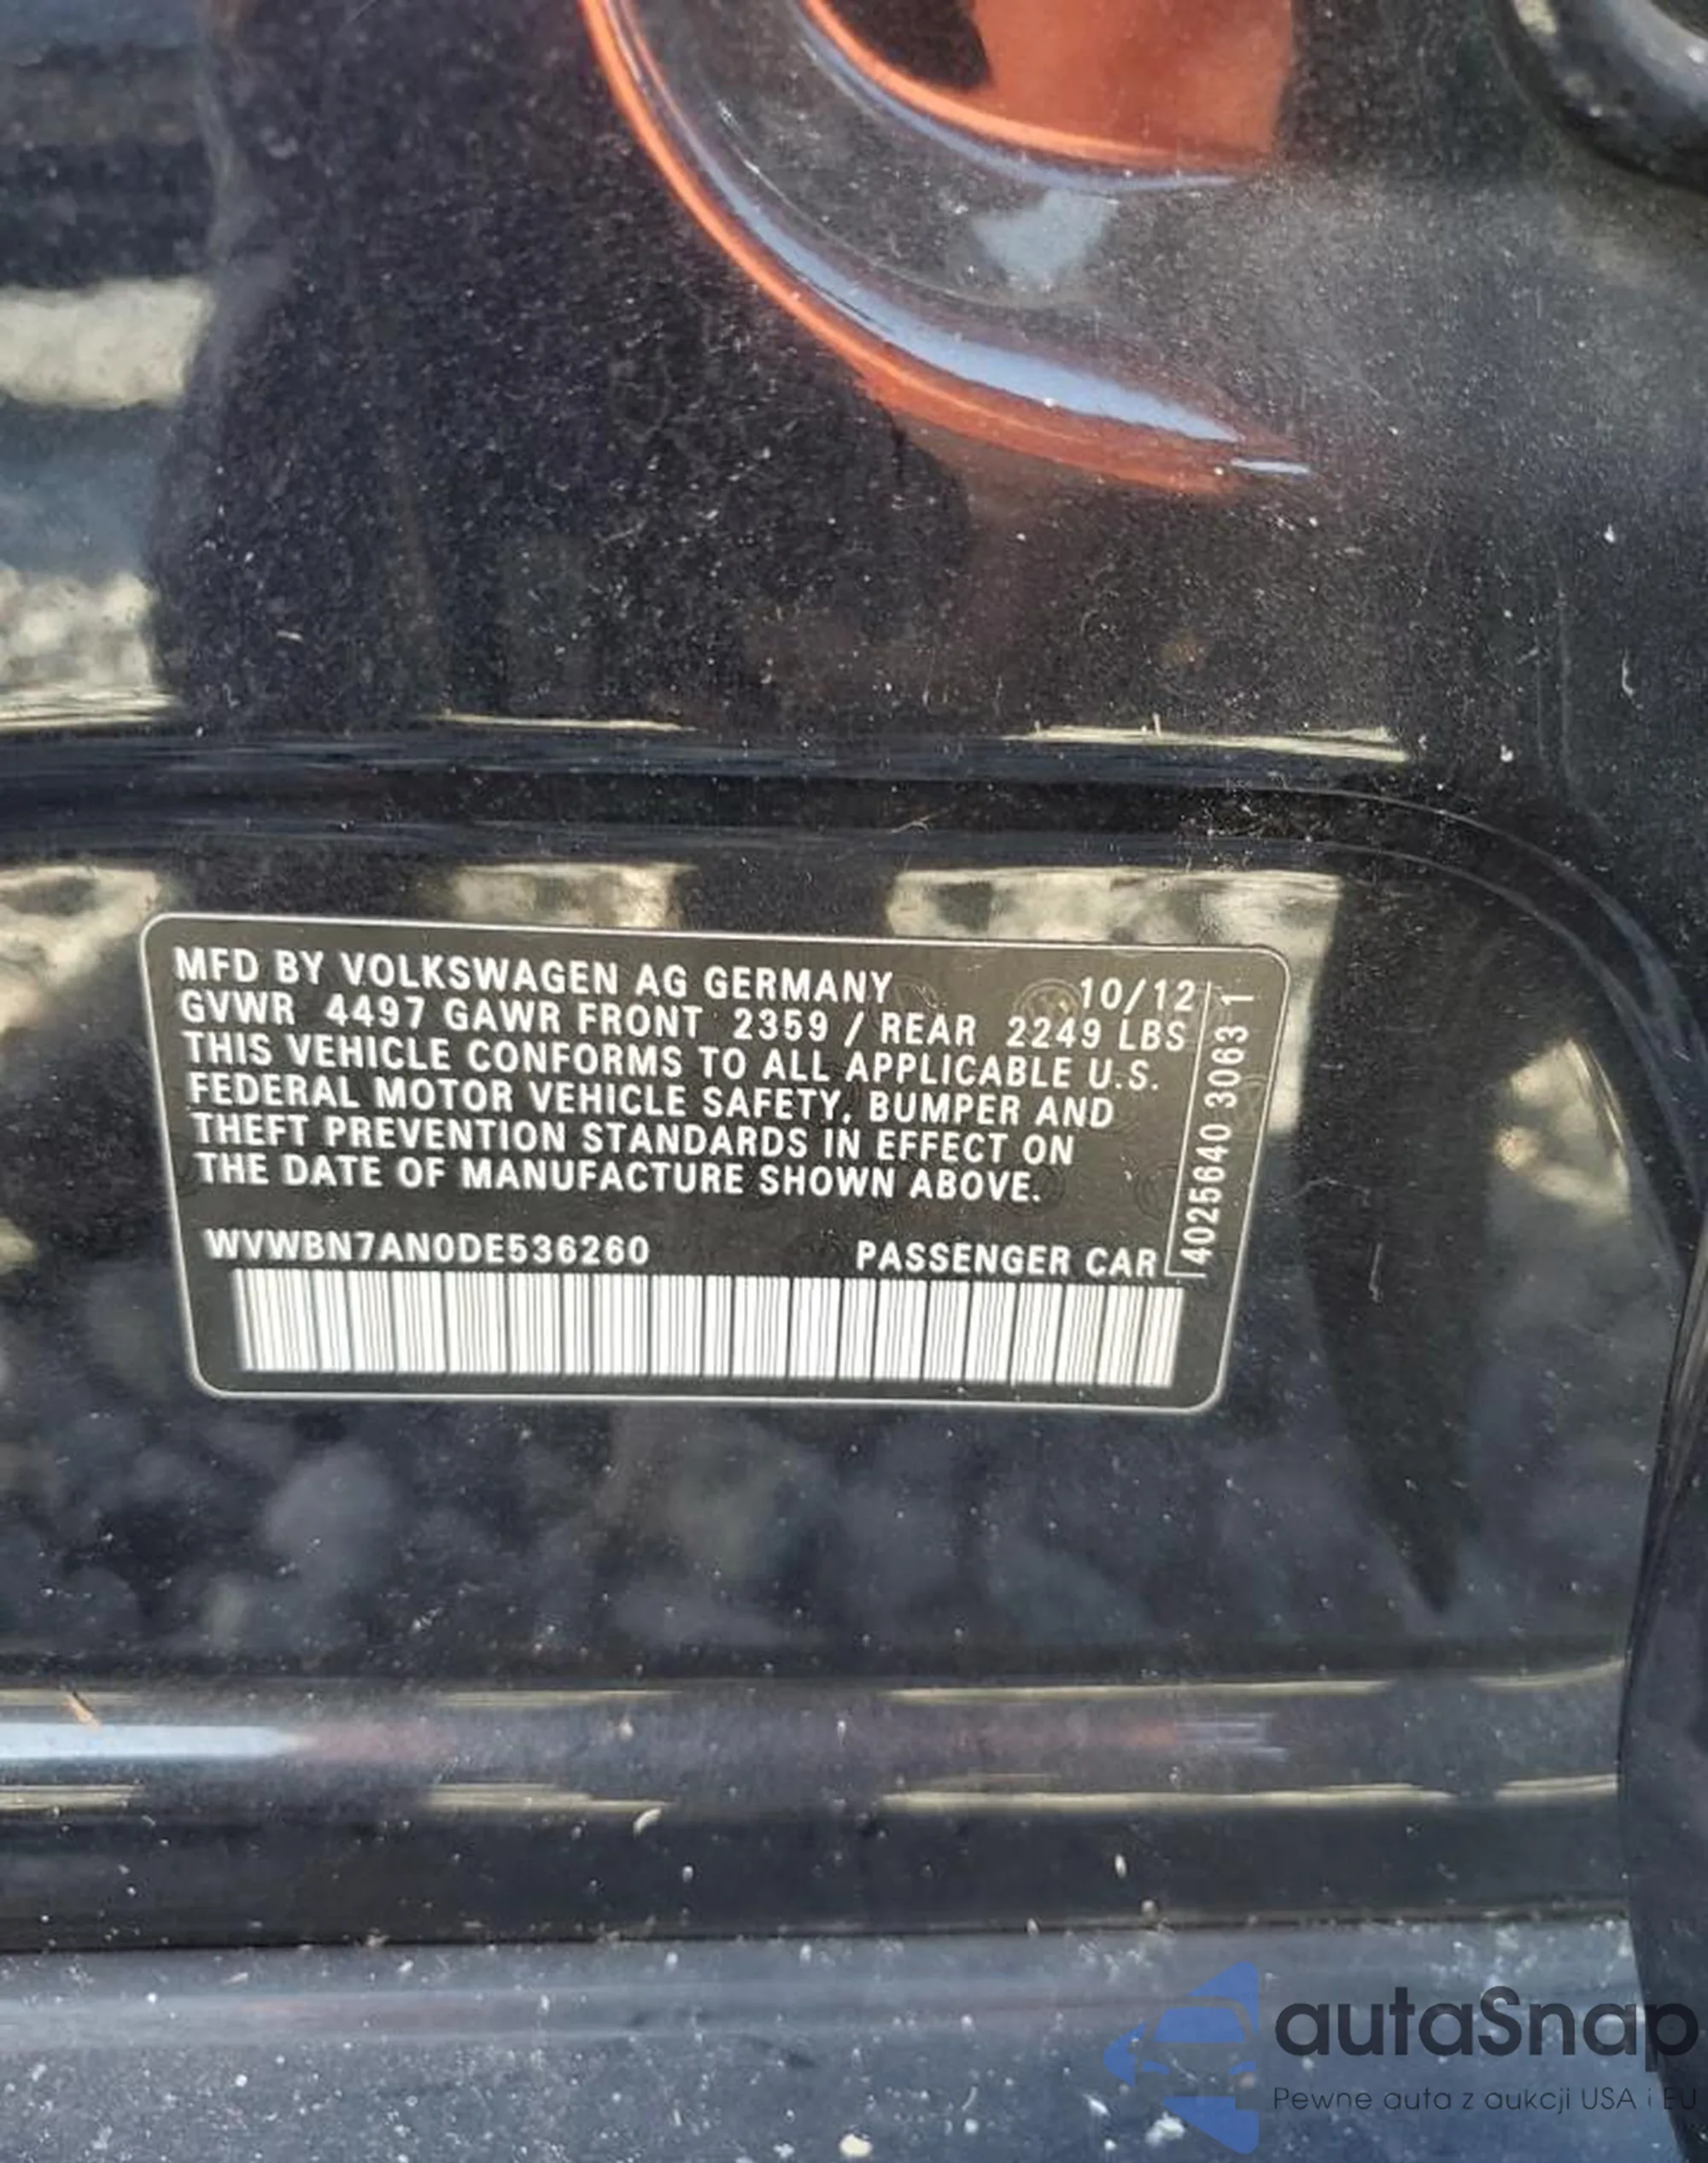 MFD BY VOLKSWAGEN AG GERMANY 10/12
GVWR 4497 GAWR FRONT 2359 / REAR 2249 LBS
THIS VEHICLE CONFORMS TO ALL APPLICABLE U.S.
FEDERAL MOTOR VEHICLE SAFETY, BUMPER AND
THEFT PREVENTION STANDARDS IN EFFECT ON
THE DATE OF MANUFACTURE SHOWN ABOVE.
WVWBN7AN0DE536260 PASSENGER CAR
4025640 3063 1
autaSnap
Pewne auta z aukcji USA i EU